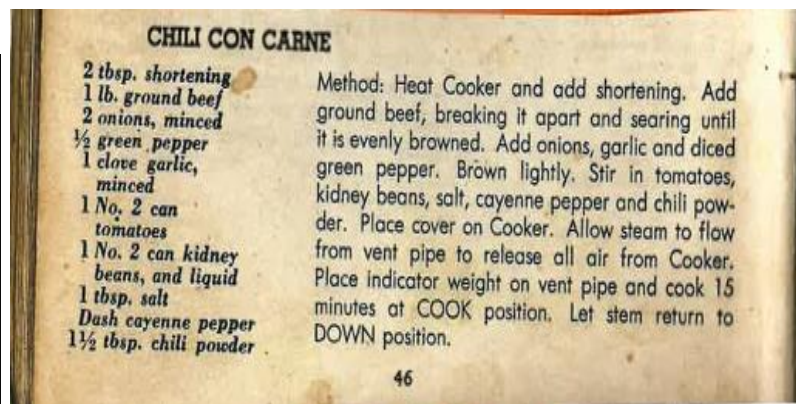 CHILI CON CARNE
2 tbsp. shortening
1 lb. ground beef
2 onions, minced
½ green pepper
1 clove garlic,
minced
1 No. 2 can
tomatoes
1 No. 2 can kidney
beans, and liquid
1 tbsp. salt
Dash cayenne pepper
1½ tbsp. chili powder
Method: Heat Cooker and add shortening. Add
ground beef, breaking it apart and searing until
it is evenly browned. Add onions, garlic and diced
green pepper. Brown lightly. Stir in tomatoes,
kidney beans, salt, cayenne pepper and chili pow-
der. Place cover on Cooker. Allow steam to flow
from vent pipe to release all air from Cooker.
Place indicator weight on vent pipe and cook 15
minutes at COOK position. Let stem return to
DOWN position.
46